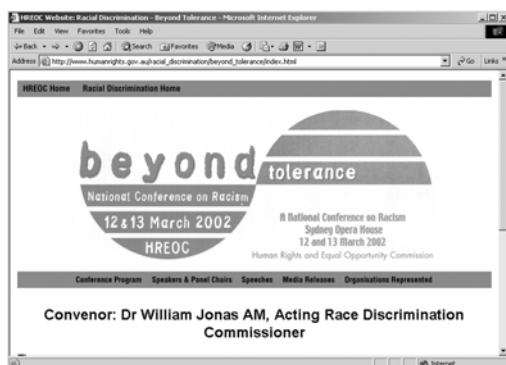 HREOC Website: Racial Discrimination - Beyond Tolerance - Microsoft Internet Explorer
File Edit View Favorites Tools Help
Back Search Favorites Media
Address http://www.humanrights.gov.au/racial_discrimination/beyond_tolerance/index.html Go Links »
HREOC Home Racial Discrimination Home
beyond tolerance
National Conference on Racism
12 & 13 March 2002
HREOC
A National Conference on Racism
Sydney Opera House
12 and 13 March 2002
Human Rights and Equal Opportunity Commission
Conference Program Speakers & Panel Chairs Speeches Media Releases Organisations Represented
Convenor: Dr William Jonas AM, Acting Race Discrimination
Commissioner
Internet